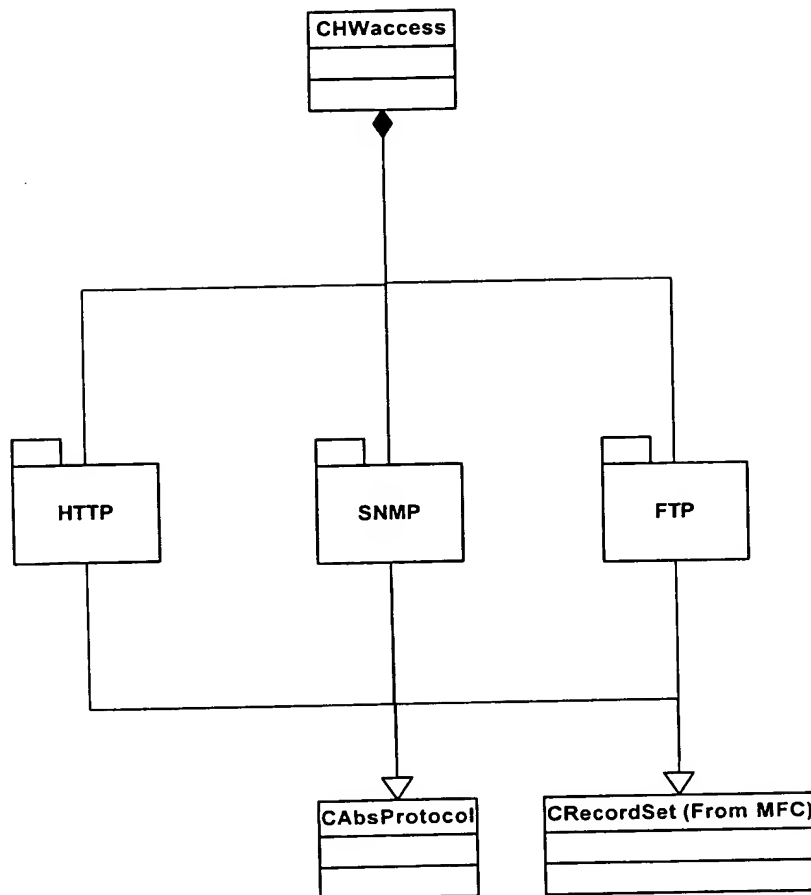 CHWaccess
HTTP
SNMP
FTP
CAbsProtocol
CRecordSet (From MFC)